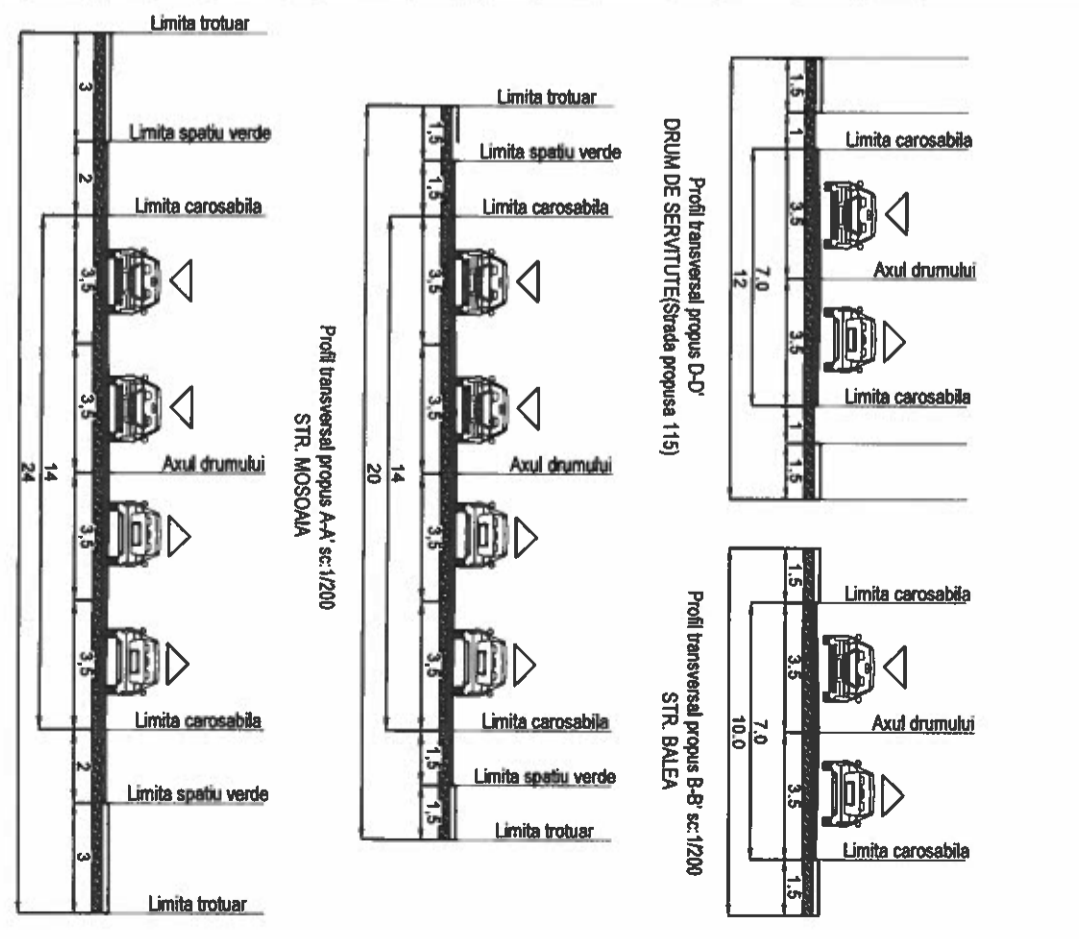 Limita trotuar
3
Limita spatiu verde
2
Limita carosabila
3,5
3,5
Axul drumului
3,5
3,5
Limita carosabila
2
Limita spatiu verde
3
Limita trotuar
14
24
Limita trotuar
1,5
Limita spatiu verde
1,5
Limita carosabila
3,5
3,5
Axul drumului
3,5
3,5
Limita carosabila
1,5
Limita spatiu verde
1,5
Limita trotuar
14
20
Profil transversal propus A-A' sc:1/200
STR. MOSOAIA
1.5
1
Limita carosabila
3.5
Axul drumului
3.5
Limita carosabila
1
1.5
7.0
12
Profil transversal propus D-D'
DRUM DE SERVITUTE(Strada propusa 115)
1.5
Limita carosabila
3.5
Axul drumului
3.5
Limita carosabila
1.5
7.0
10.0
Profil transversal propus B-B' sc:1/200
STR. BALEA